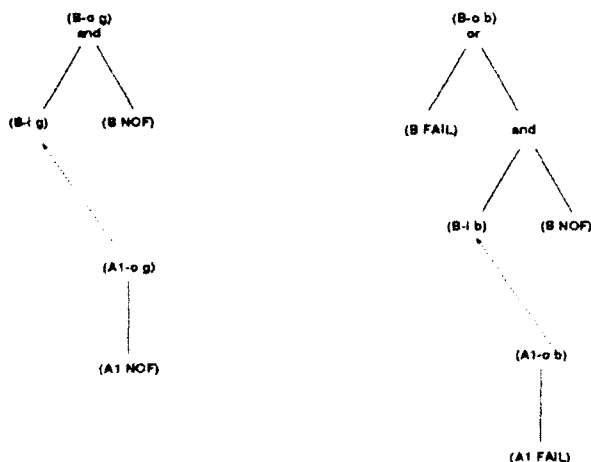 (B-o g)
and
(B-i g)
(B NOF)
(A1-o g)
(A1 NOF)
(B-o b)
or
(B FAIL)
and
(B-i b)
(B NOF)
(A1-o b)
(A1 FAIL)